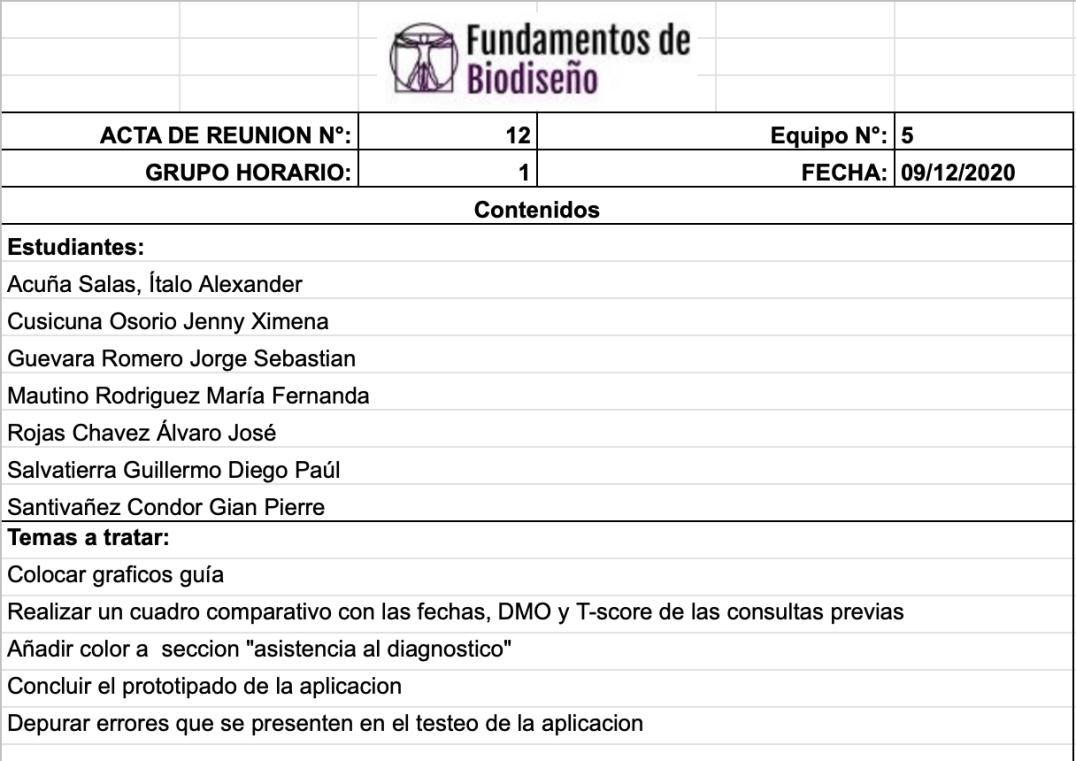 Fundamentos de
Biodiseño
ACTA DE REUNION Nº: 12 Equipo Nº: 5
GRUPO HORARIO: 1 FECHA: 09/12/2020
Contenidos
Estudiantes:
Acuña Salas, Ítalo Alexander
Cusicuna Osorio Jenny Ximena
Guevara Romero Jorge Sebastian
Mautino Rodriguez María Fernanda
Rojas Chavez Álvaro José
Salvatierra Guillermo Diego Paúl
Santivañez Condor Gian Pierre
Temas a tratar:
Colocar graficos guía
Realizar un cuadro comparativo con las fechas, DMO y T-score de las consultas previas
Añadir color a  seccion "asistencia al diagnostico"
Concluir el prototipado de la aplicacion
Depurar errores que se presenten en el testeo de la aplicacion